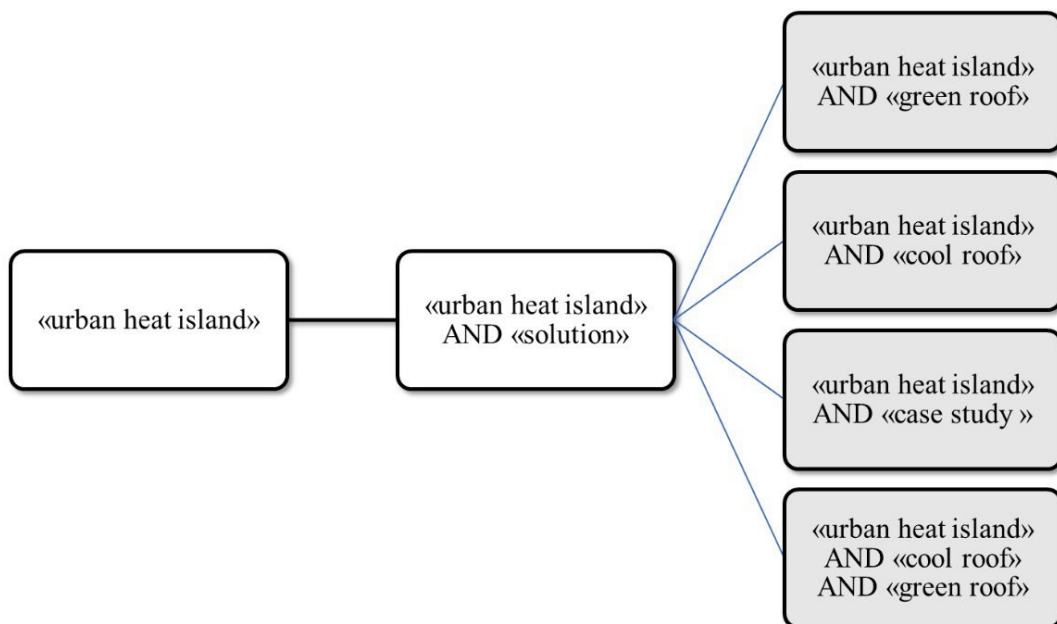 «urban heat island»
«urban heat island»
AND «solution»
«urban heat island»
AND «green roof»
«urban heat island»
AND «cool roof»
«urban heat island»
AND «case study »
«urban heat island»
AND «cool roof»
AND «green roof»